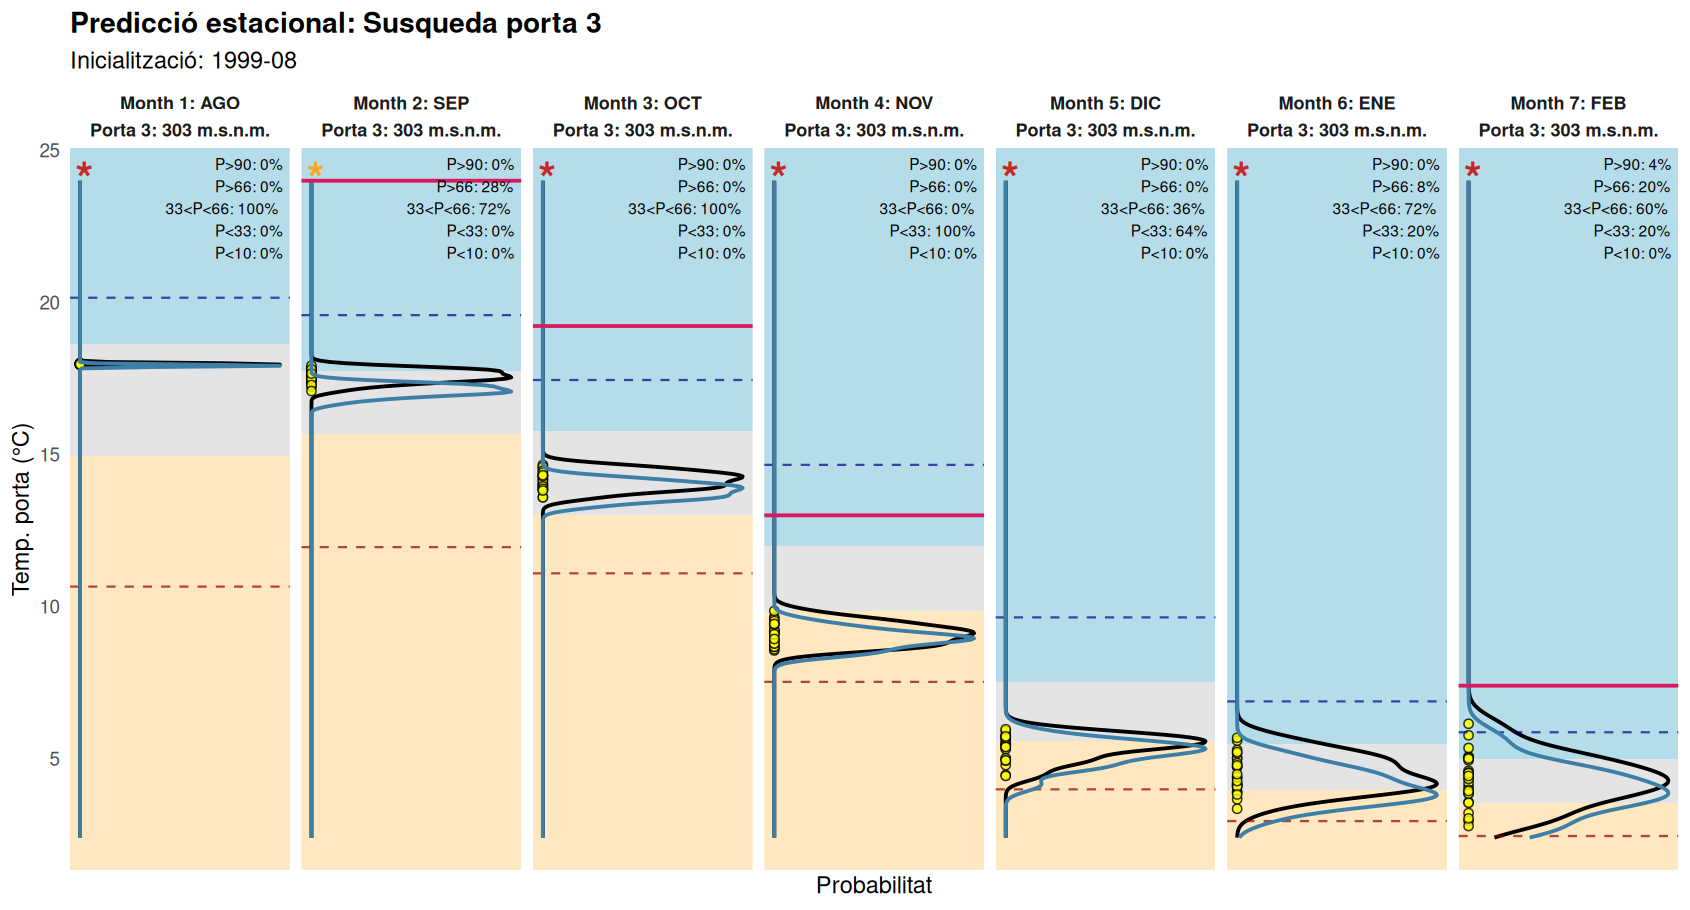 Predicció estacional: Susqueda porta 3
Inicialització: 1999-08
Month 1: AGO
Porta 3: 303 m.s.n.m.
Month 2: SEP
Porta 3: 303 m.s.n.m.
Month 3: OCT
Porta 3: 303 m.s.n.m.
Month 4: NOV
Porta 3: 303 m.s.n.m.
Month 5: DIC
Porta 3: 303 m.s.n.m.
Month 6: ENE
Porta 3: 303 m.s.n.m.
Month 7: FEB
Porta 3: 303 m.s.n.m.
*
P>90: 0%
P>66: 0%
33<P<66: 100%
P<33: 0%
P<10: 0%
*
P>90: 0%
P>66: 28%
33<P<66: 72%
P<33: 0%
P<10: 0%
*
P>90: 0%
P>66: 0%
33<P<66: 100%
P<33: 0%
P<10: 0%
*
P>90: 0%
P>66: 0%
33<P<66: 0%
P<33: 100%
P<10: 0%
*
P>90: 0%
P>66: 0%
33<P<66: 36%
P<33: 64%
P<10: 0%
*
P>90: 0%
P>66: 8%
33<P<66: 72%
P<33: 20%
P<10: 0%
*
P>90: 4%
P>66: 20%
33<P<66: 60%
P<33: 20%
P<10: 0%
25
20
15
10
5
Temp. porta (°C)
Probabilitat